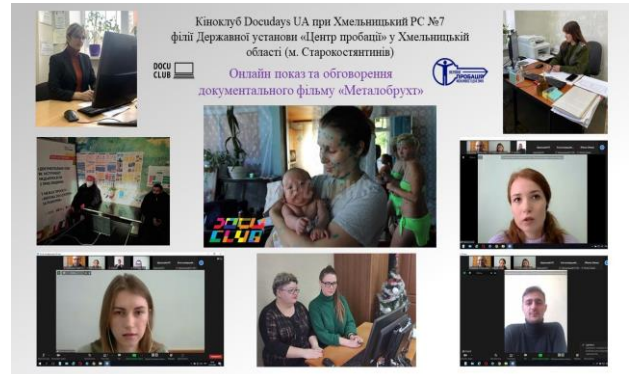 Кіноклуб Docudays UA при Хмельницький РС №7
філії Державної установи «Центр пробації» у Хмельницькій
області (м. Старокостянтинів)
DOCU
CLUB
Онлайн показ та обговорення
документального фільму «Металобрухт»
ПРОБАЦІЯ
DOCU
CLUB